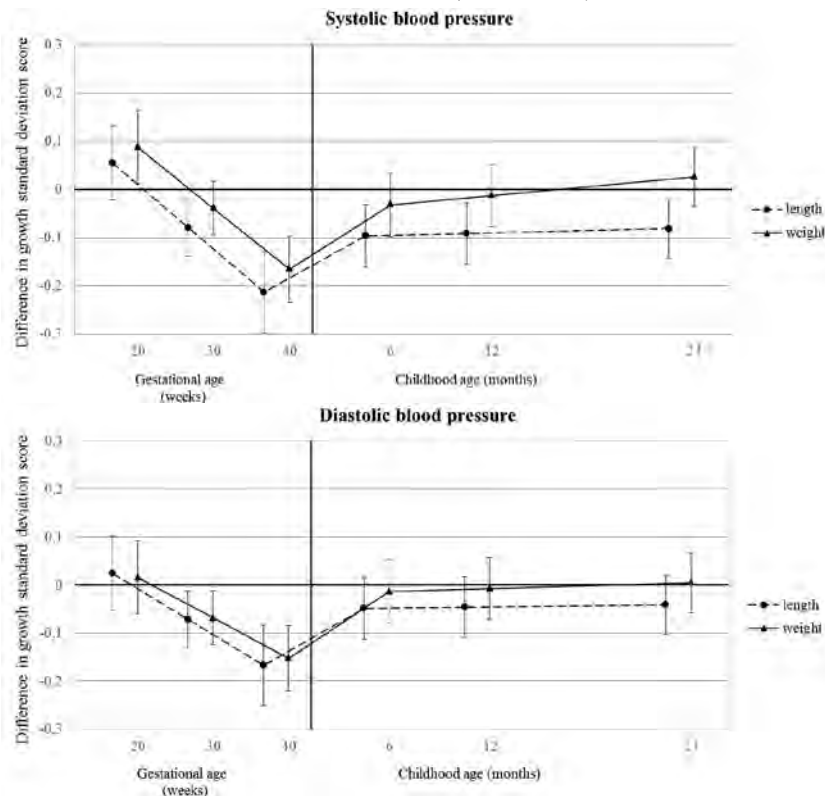 Systolic blood pressure
Difference in growth standard deviation score
0.3
0.2
0.1
0
-0.1
-0.2
-0.3
20 30 40 6 12
Gestational age
(weeks)
Childhood age (months)
length
weight
Diastolic blood pressure
Difference in growth standard deviation score
0.3
0.2
0.1
0
-0.1
-0.2
-0.3
20 30 6 12
Gestational age
(weeks)
Childhood age (months)
length
weight